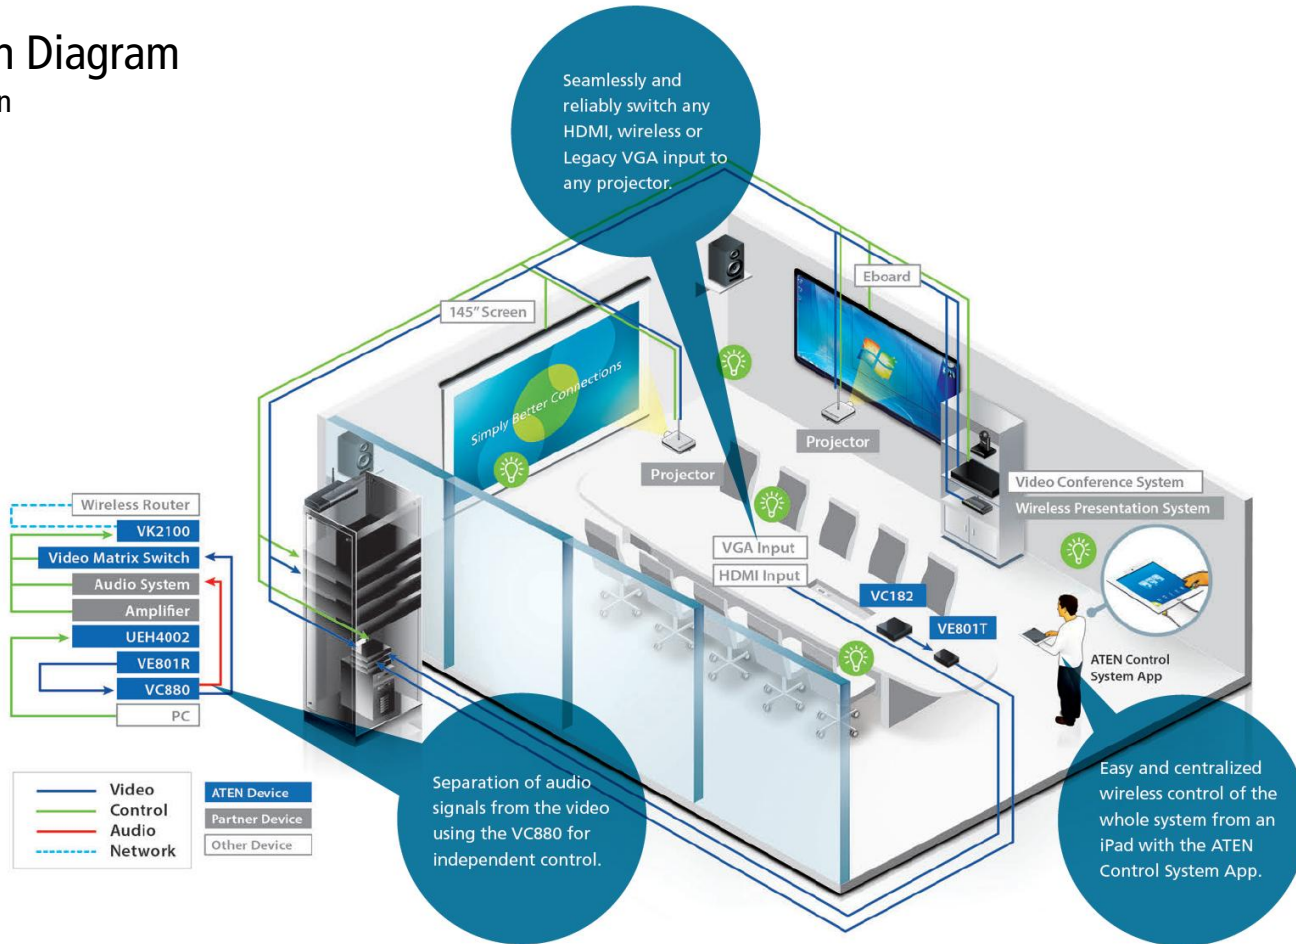 n Diagram
n
Seamlessly and
reliably switch any
HDMI, wireless or
Legacy VGA input to
any projector.
145” Screen
Eboard
Simply Better Connections
Projector
Projector
Video Conference System
Wireless Presentation System
VGA Input
HDMI Input
VC182
VE801T
ATEN Control
System App
Wireless Router
VK2100
Video Matrix Switch
Audio System
Amplifier
UEH4002
VE801R
VC880
PC
Video
Control
Audio
Network
ATEN Device
Partner Device
Other Device
Separation of audio
signals from the video
using the VC880 for
independent control.
Easy and centralized
wireless control of the
whole system from an
iPad with the ATEN
Control System App.